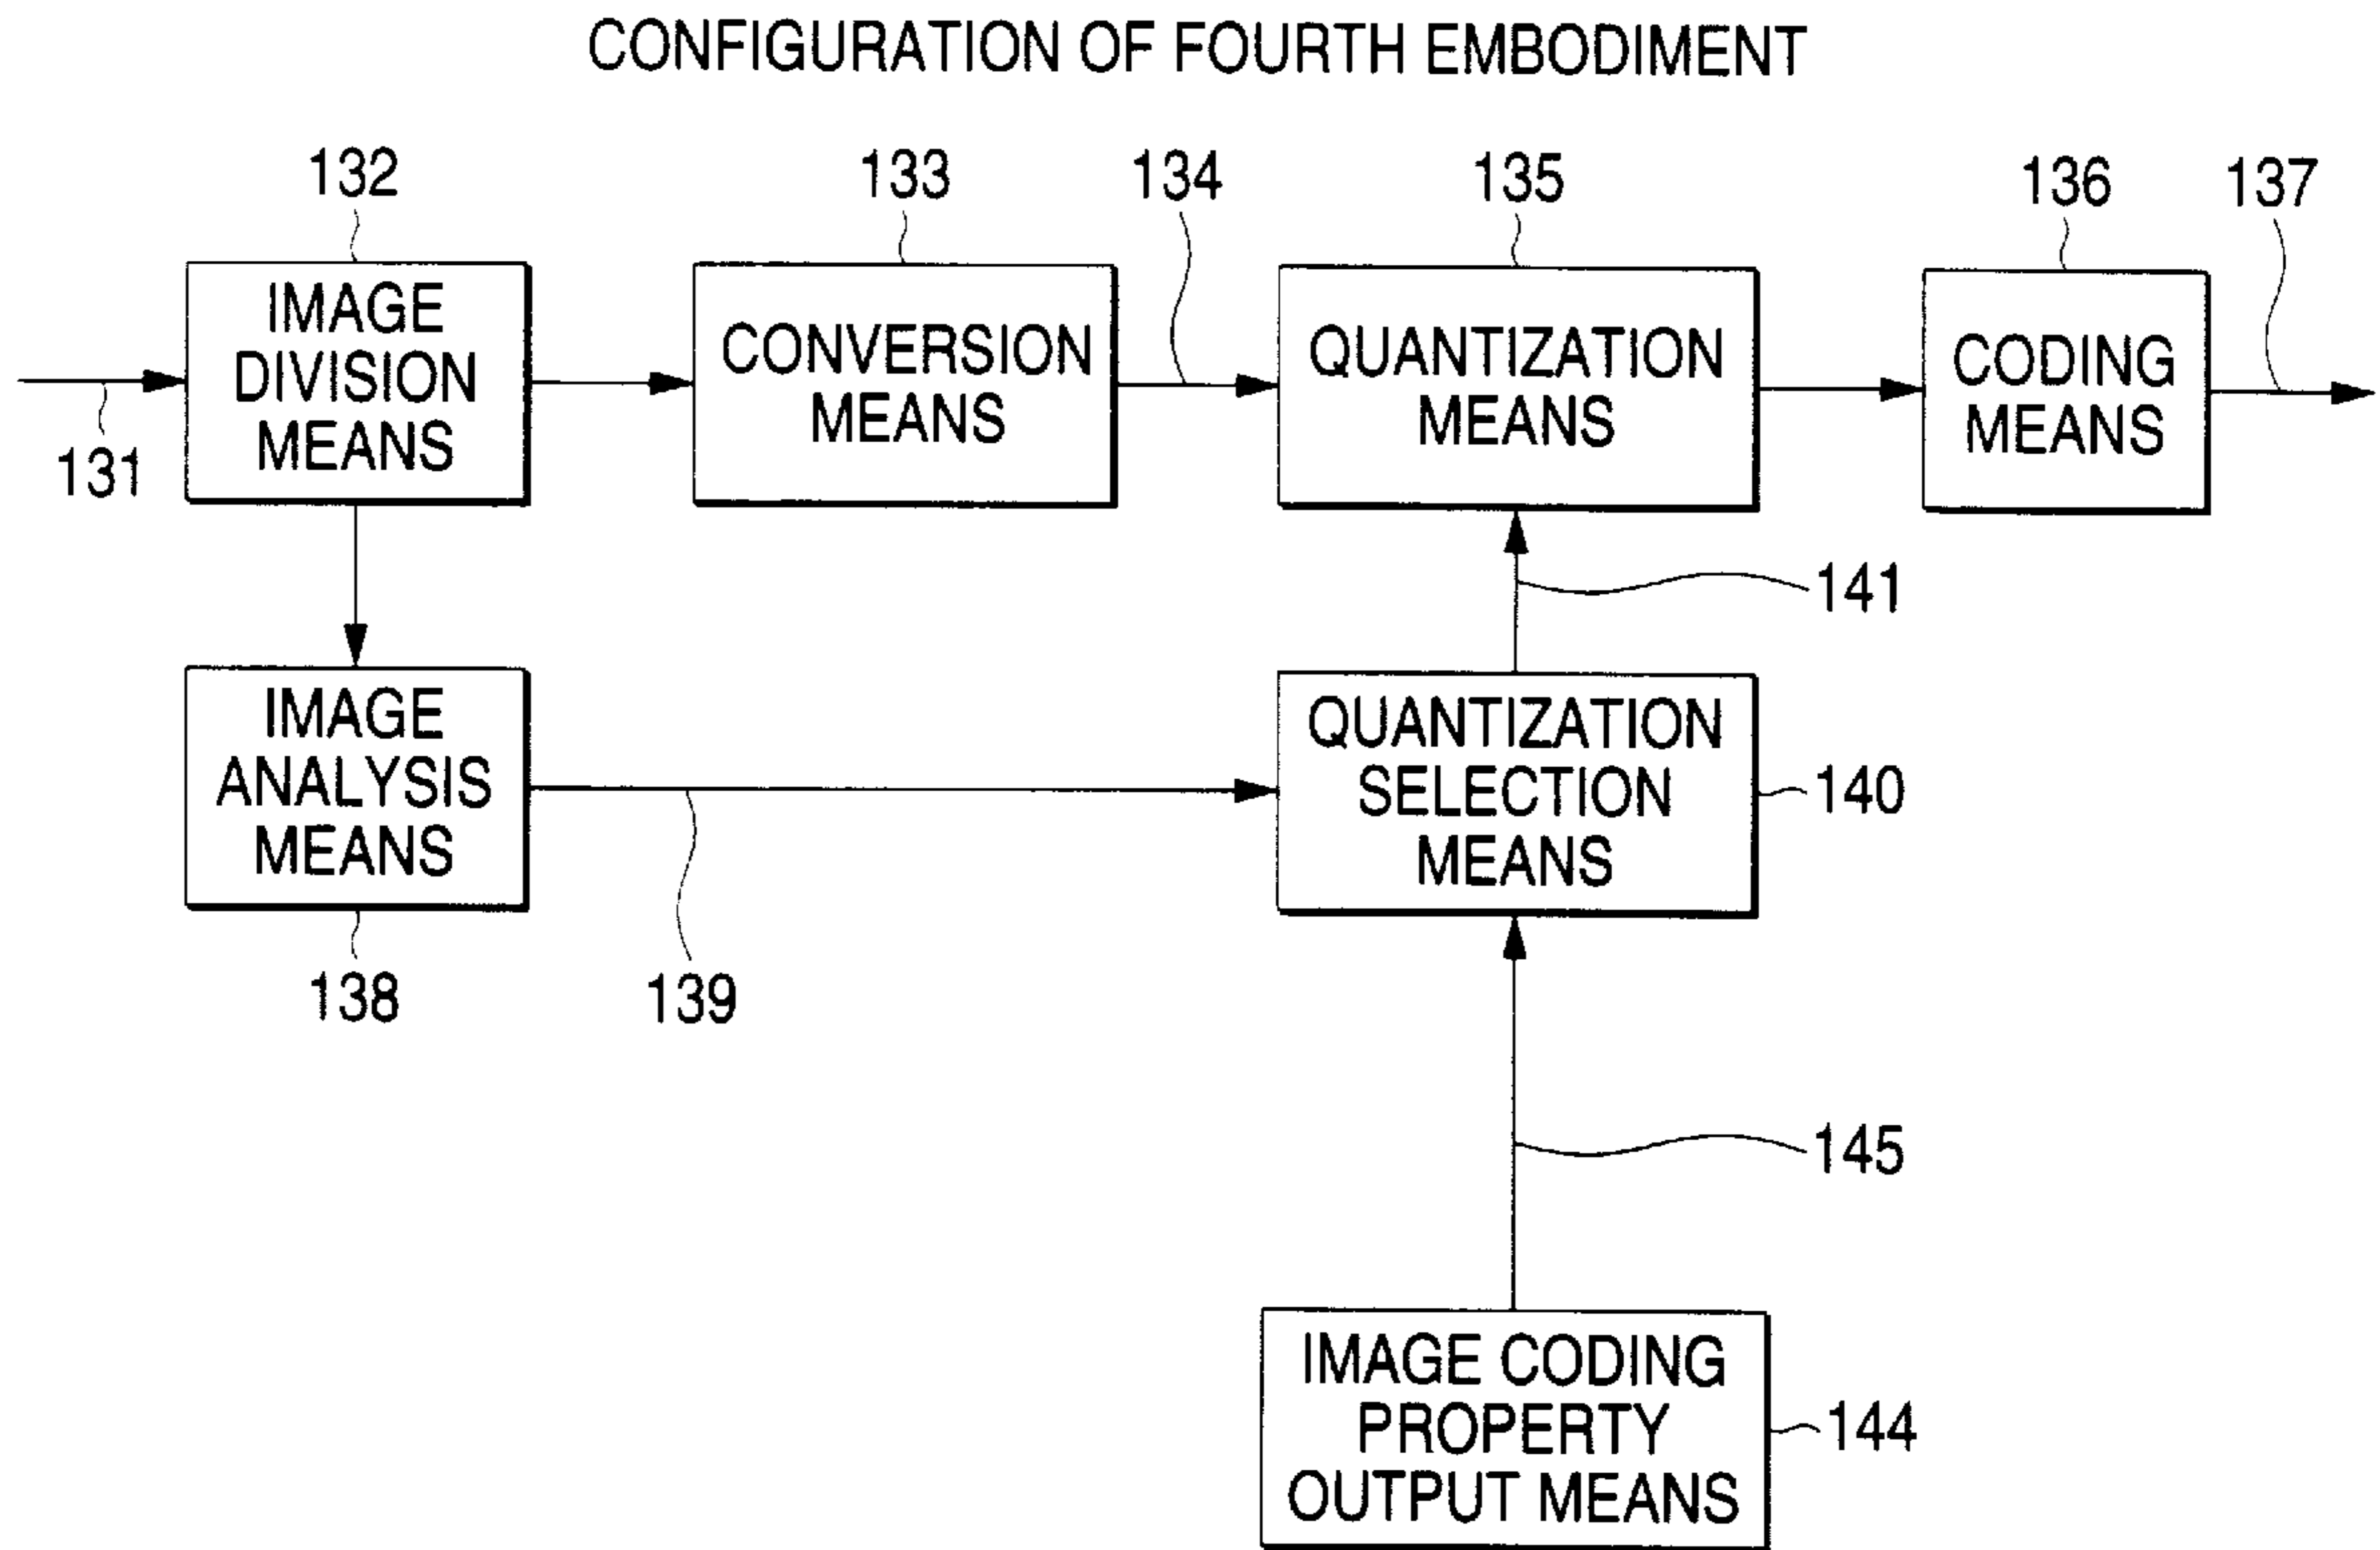 CONFIGURATION OF FOURTH EMBODIMENT
132
133
134
135
136
137
IMAGE
DIVISION
MEANS
CONVERSION
MEANS
QUANTIZATION
MEANS
CODING
MEANS
131
141
IMAGE
ANALYSIS
MEANS
QUANTIZATION
SELECTION
MEANS
140
138
139
145
IMAGE CODING
PROPERTY
OUTPUT MEANS
144